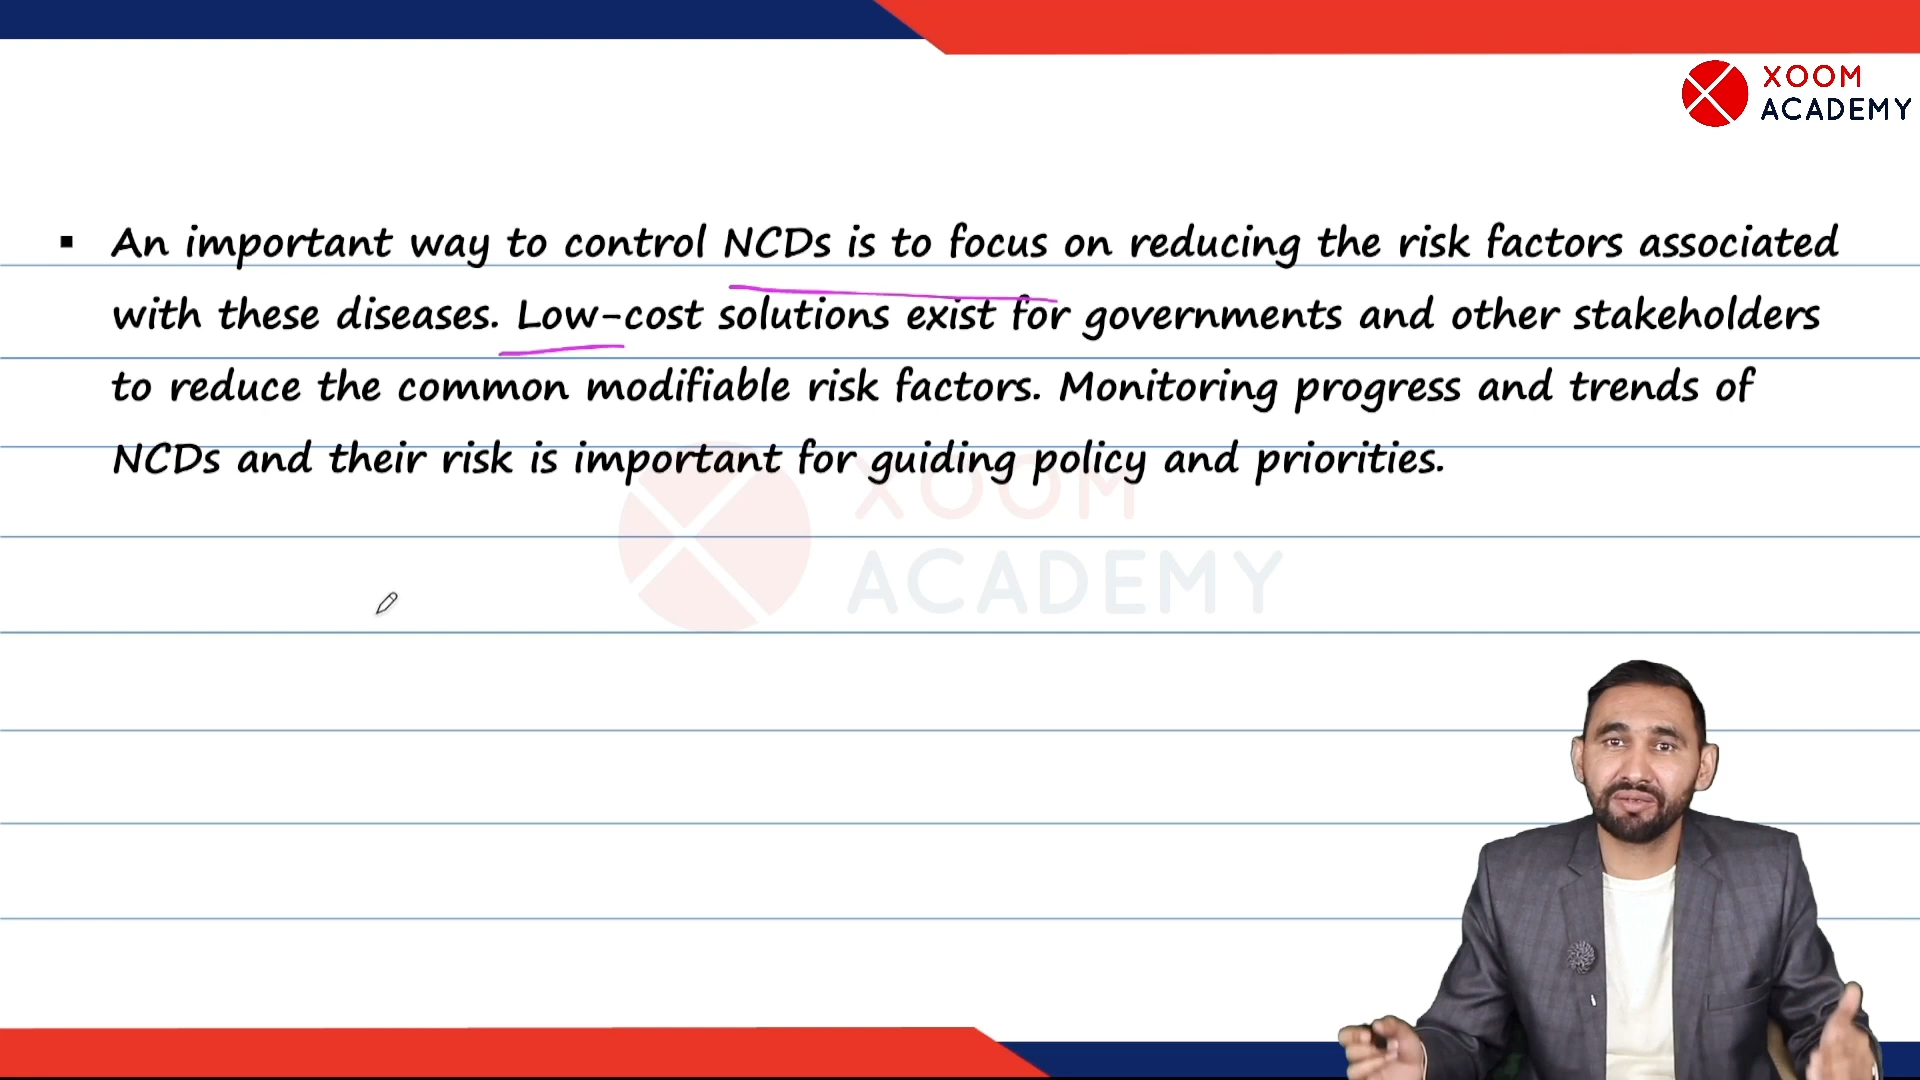 XOOM
ACADEMY
▪ An important way to control NCDs is to focus on reducing the risk factors associated
with these diseases. Low-cost solutions exist for governments and other stakeholders
to reduce the common modifiable risk factors. Monitoring progress and trends of
NCDs and their risk is important for guiding policy and priorities.
XOOM
ACADEMY